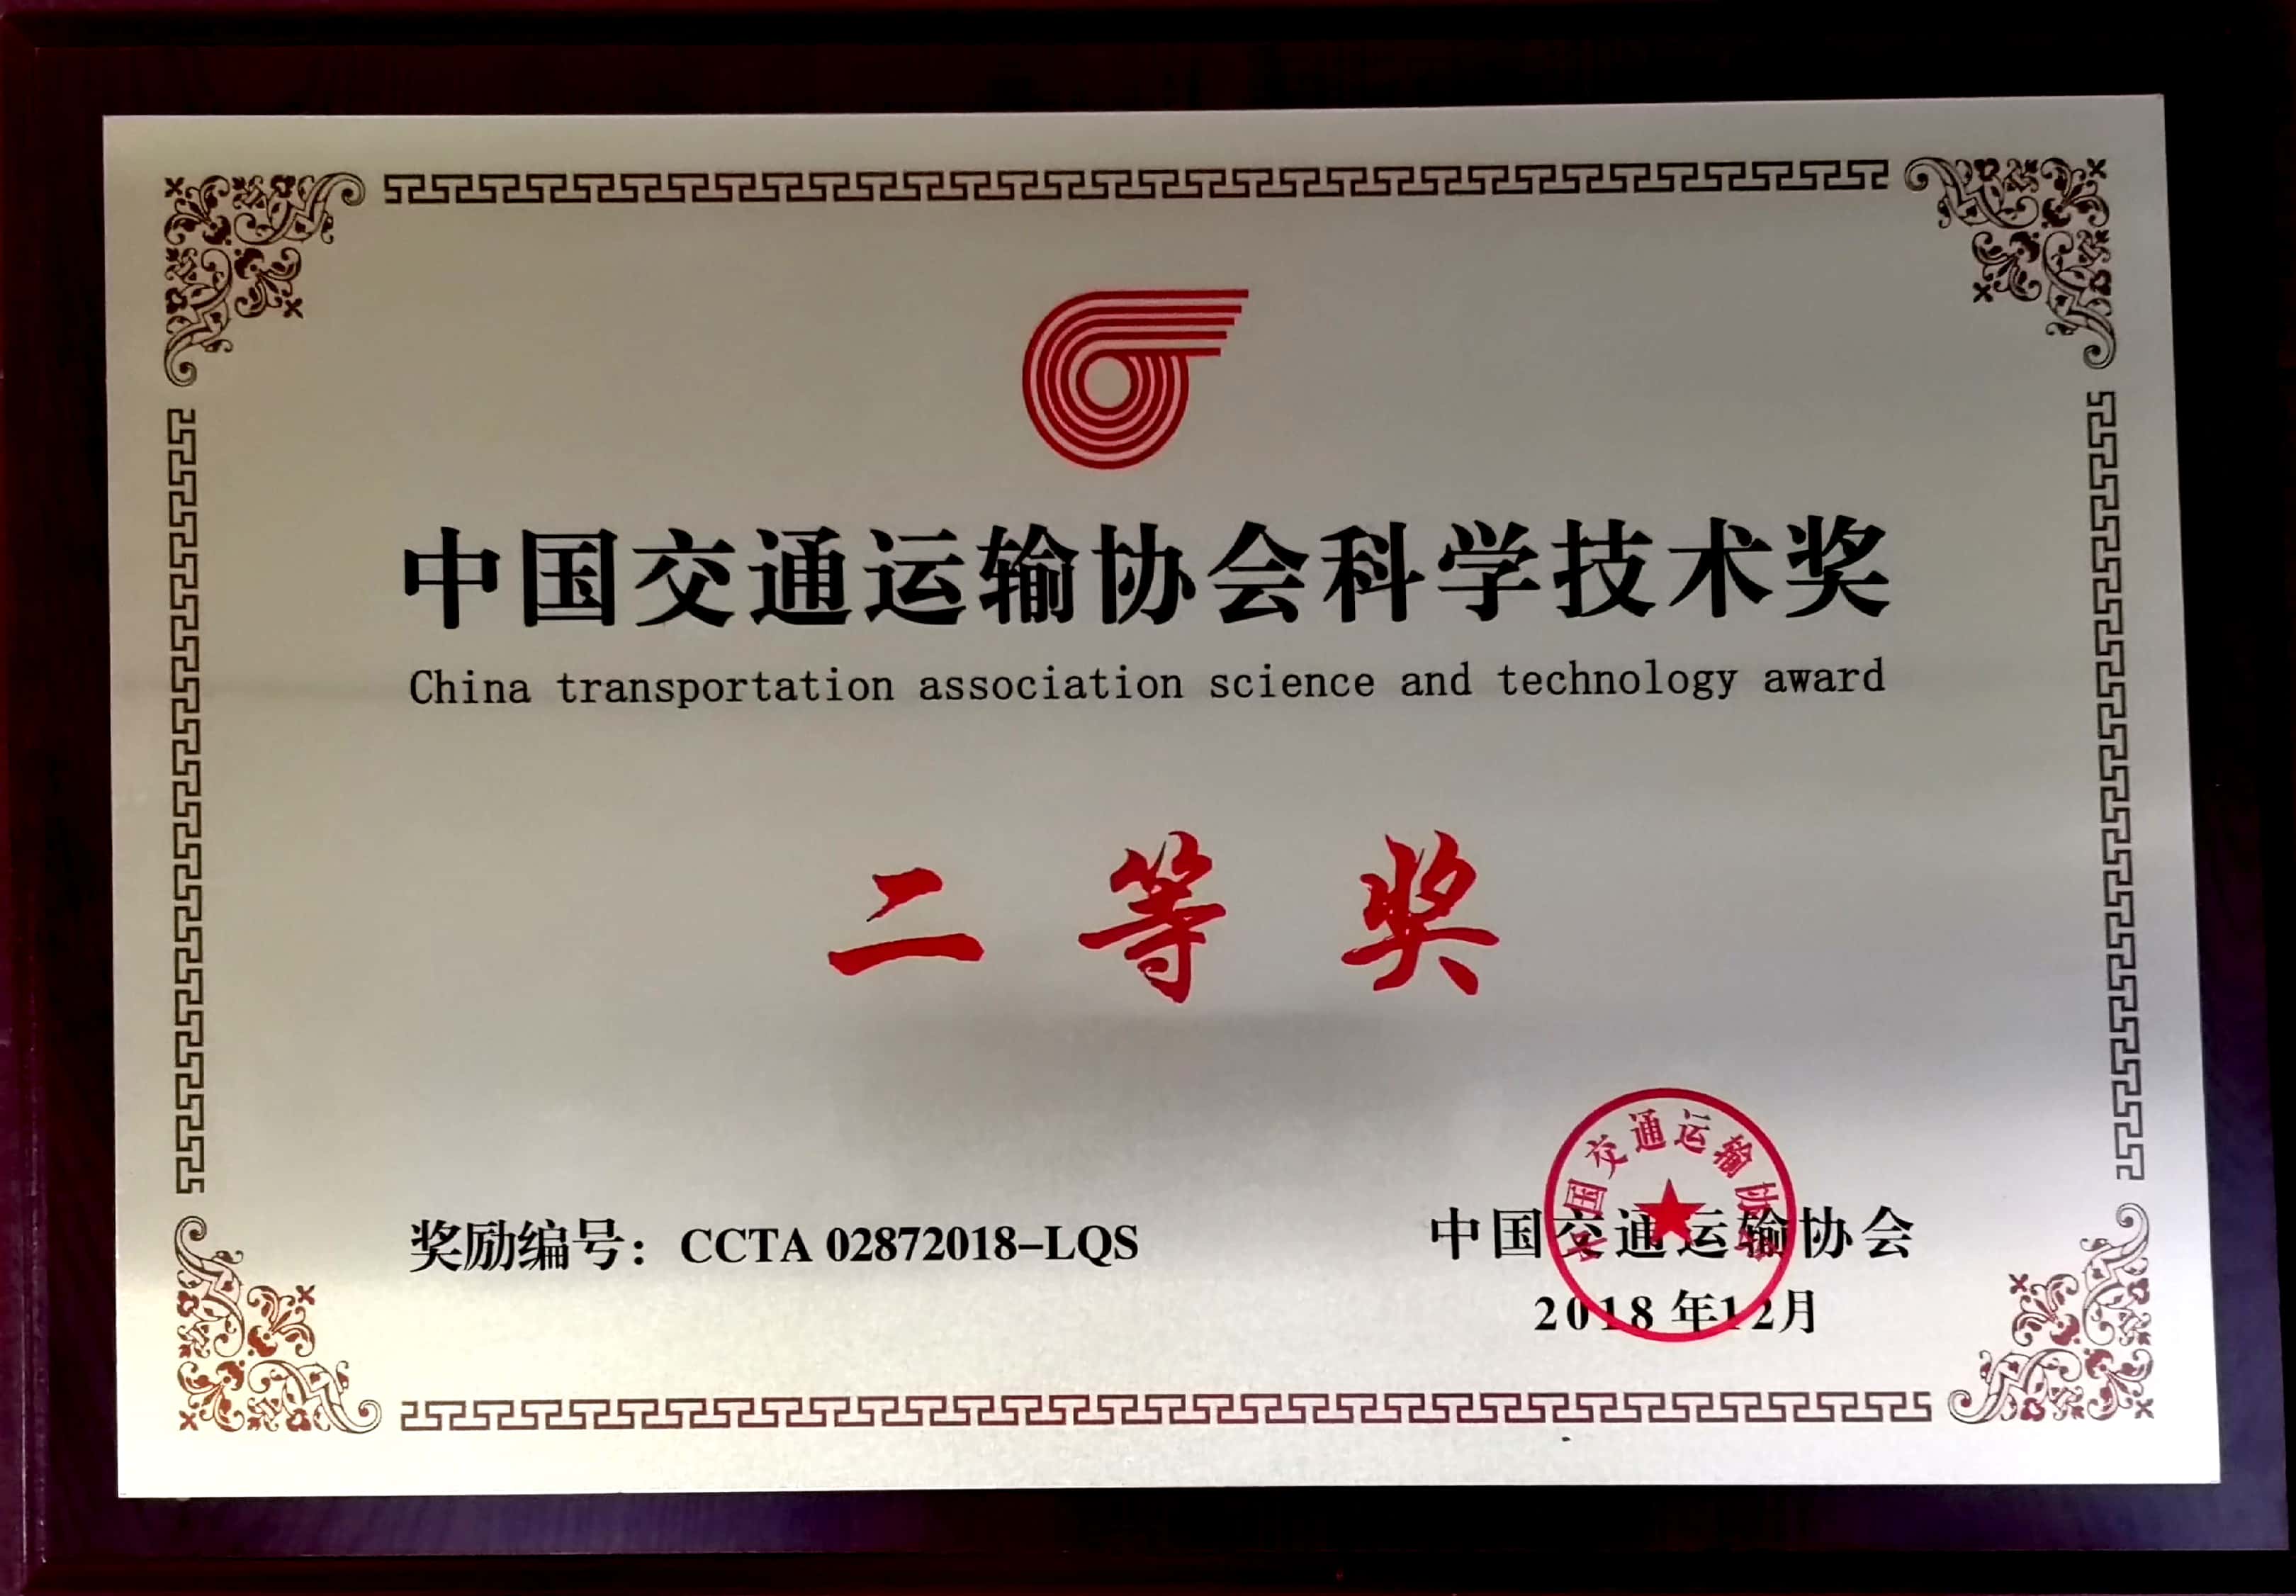 中国交通运输协会科学技术奖
China transportation association science and technology award
二等奖
奖励编号：CCTA 02872018-LQS
中国交通运输协会
中国交通运输协会
2018年12月